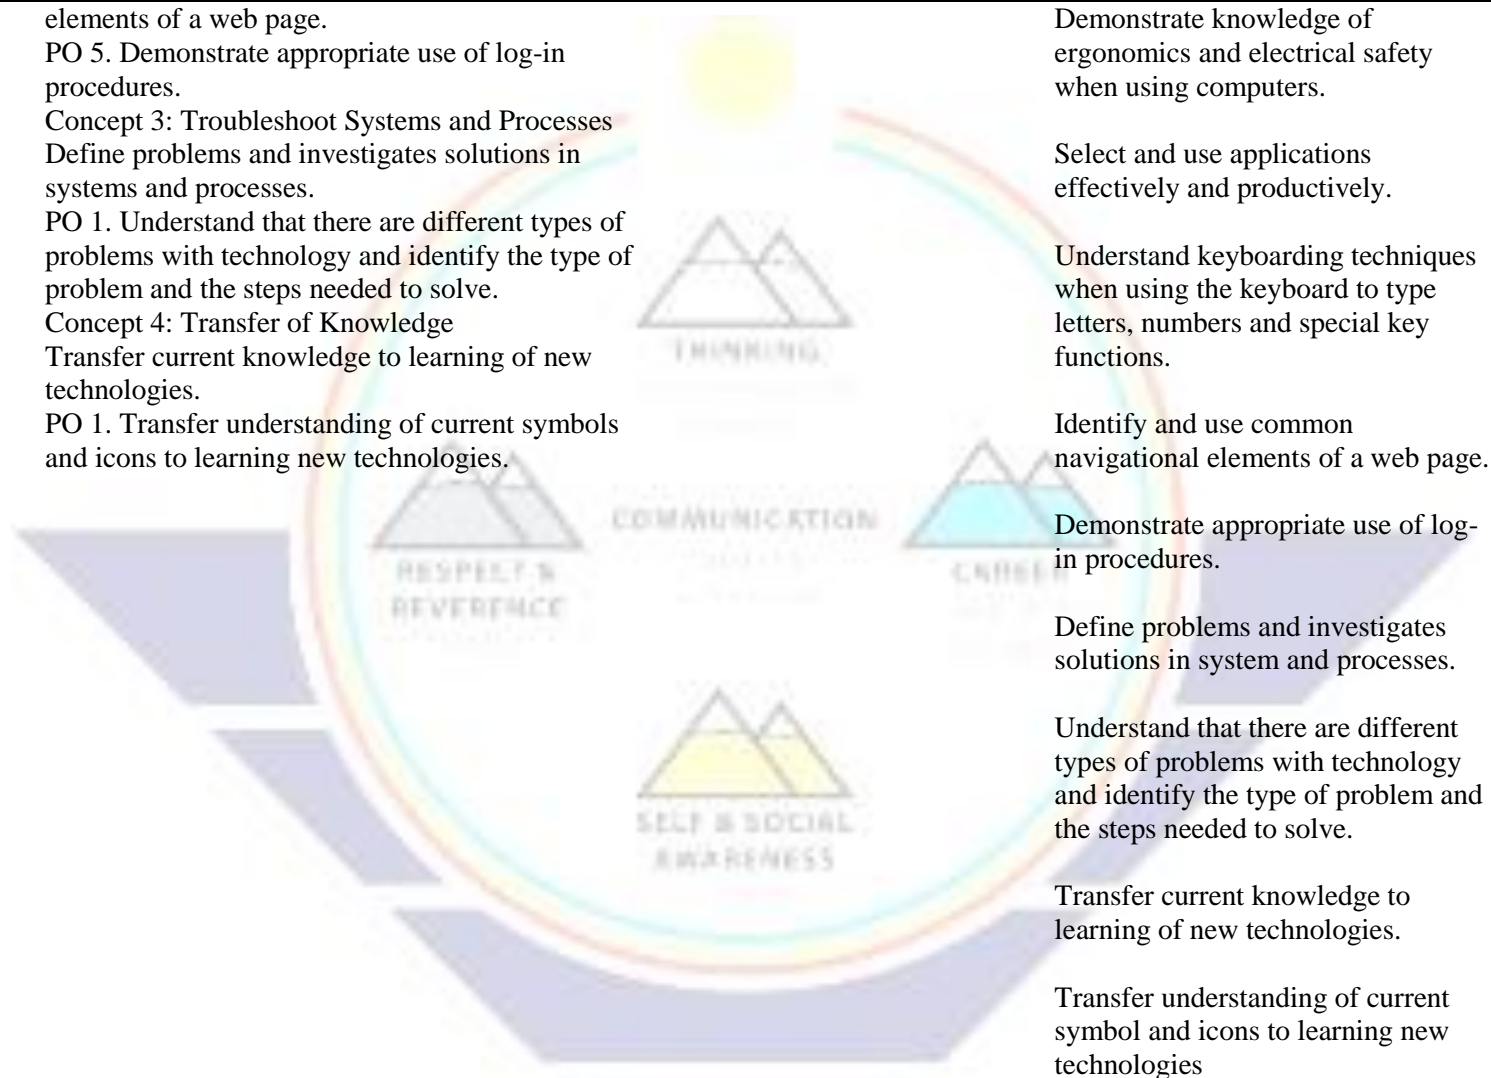 elements of a web page.
PO 5. Demonstrate appropriate use of log-in
procedures.
Concept 3: Troubleshoot Systems and Processes
Define problems and investigates solutions in
systems and processes.
PO 1. Understand that there are different types of
problems with technology and identify the type of
problem and the steps needed to solve.
Concept 4: Transfer of Knowledge
Transfer current knowledge to learning of new
technologies.
PO 1. Transfer understanding of current symbols
and icons to learning new technologies.
Demonstrate knowledge of
ergonomics and electrical safety
when using computers.
Select and use applications
effectively and productively.
Understand keyboarding techniques
when using the keyboard to type
letters, numbers and special key
functions.
Identify and use common
navigational elements of a web page.
Demonstrate appropriate use of log-
in procedures.
Define problems and investigates
solutions in system and processes.
Understand that there are different
types of problems with technology
and identify the type of problem and
the steps needed to solve.
Transfer current knowledge to
learning of new technologies.
Transfer understanding of current
symbol and icons to learning new
technologies
THINKING
COMMUNICATION
RESPECT &
REVERENCE
CAREER
SELF & SOCIAL
AWARENESS